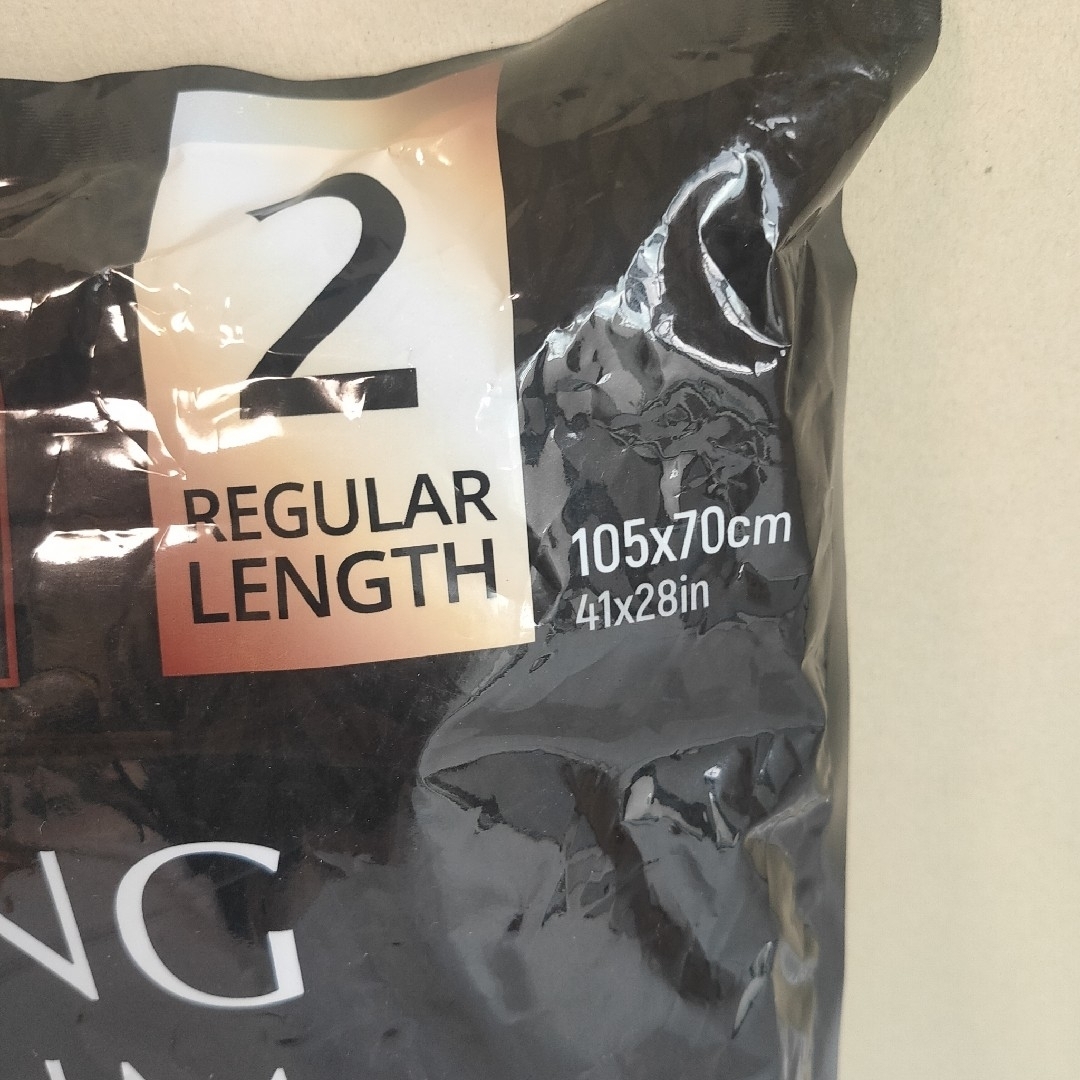 2
REGULAR
LENGTH
105x70cm
41x28in
NG